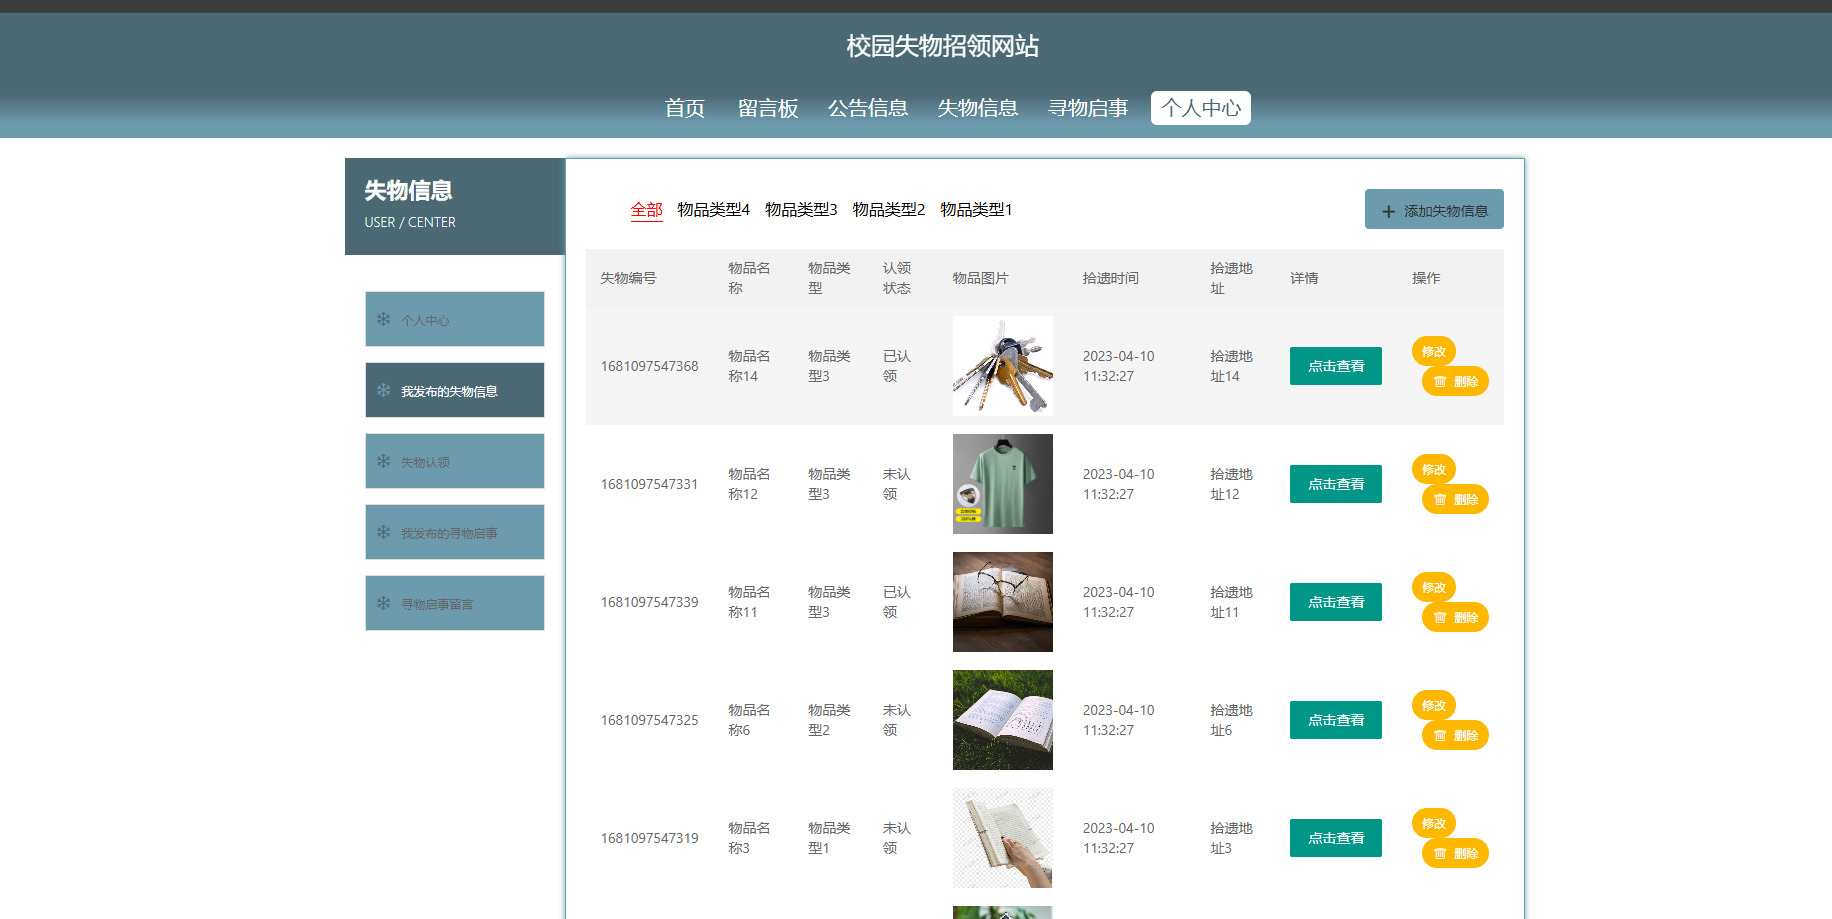 校园失物招领网站
首页 留言板 公告信息 失物信息 寻物启事 个人中心
失物信息
USER / CENTER
个人中心
我发布的失物信息
失物认领
我发布的寻物启事
寻物启事留言
全部 物品类型4 物品类型3 物品类型2 物品类型1
添加失物信息
失物编号 物品名称 物品类型 认领状态 物品图片 拾遗时间 拾遗地址 详情 操作
1681097547368 物品名称14 物品类型3 已认领 2023-04-10 11:32:27 拾遗地址14 点击查看 修改 删除
1681097547331 物品名称12 物品类型3 未认领 2023-04-10 11:32:27 拾遗地址12 点击查看 修改 删除
1681097547339 物品名称11 物品类型3 已认领 2023-04-10 11:32:27 拾遗地址11 点击查看 修改 删除
1681097547325 物品名称6 物品类型2 未认领 2023-04-10 11:32:27 拾遗地址6 点击查看 修改 删除
1681097547319 物品名称3 物品类型1 未认领 2023-04-10 11:32:27 拾遗地址3 点击查看 修改 删除